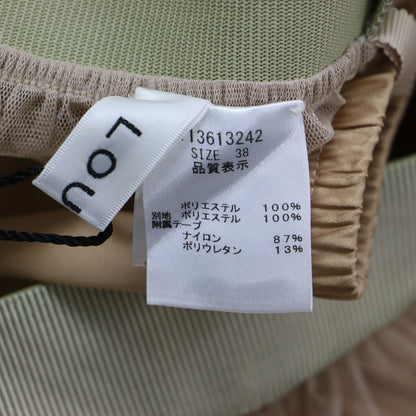 LOU
13613242
SIZE 38
品質表示
ポリエステル 100%
別地 ポリエステル 100%
附属テープ
ナイロン 87%
ポリウレタン 13%